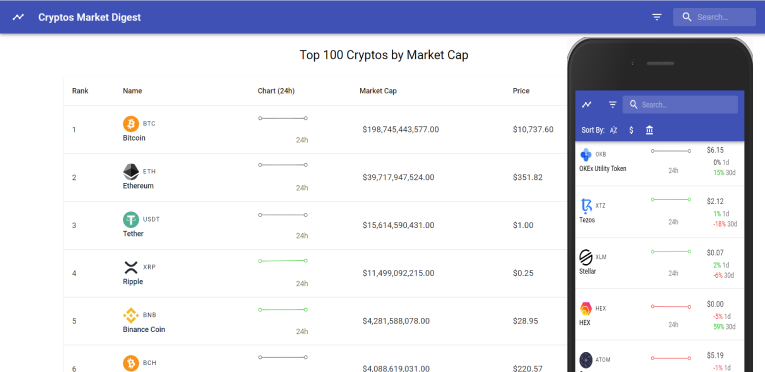 Cryptos Market Digest
Search...
Top 100 Cryptos by Market Cap
Rank Name Chart (24h) Market Cap Price
1 BTC Bitcoin 24h $198,745,443,577.00 $10,737.60
2 ETH Ethereum 24h $39,717,947,524.00 $351.82
3 USDT Tether 24h $15,614,590,431.00 $1.00
4 XRP Ripple 24h $11,499,092,215.00 $0.25
5 BNB Binance Coin 24h $4,281,588,078.00 $28.95
6 BCH $4,088,619,031.00 $220.57
Search...
Sort By: AZ $
OKB $6.15
0% 1d
OKEx Utility Token 24h 15% 30d
XTZ $2.12
1% 1d
Tezos 24h -18% 30d
XLM $0.07
2% 1d
Stellar 24h -6% 30d
HEX $0.00
-5% 1d
HEX 24h 59% 30d
ATOM $5.19
-1% 1d